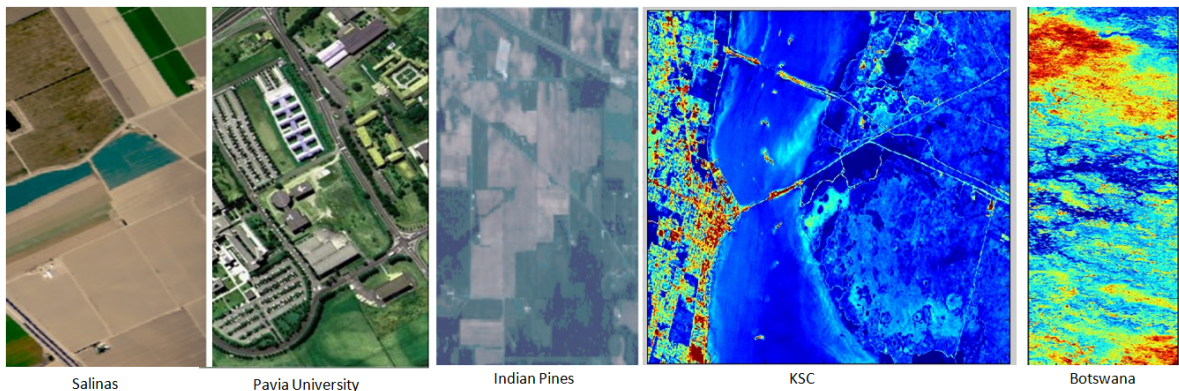 Salinas
Pavia University
Indian Pines
KSC
Botswana